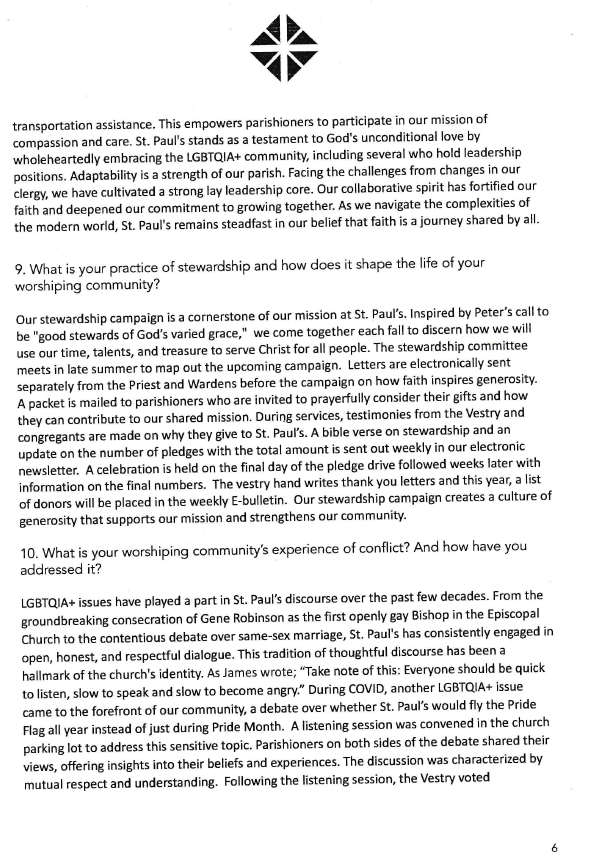 transportation assistance. This empowers parishioners to participate in our mission of
compassion and care. St. Paul's stands as a testament to God's unconditional love by
wholeheartedly embracing the LGBTQIA+ community, including several who hold leadership
positions. Adaptability is a strength of our parish. Facing the challenges from changes in our
clergy, we have cultivated a strong lay leadership core. Our collaborative spirit has fortified our
faith and deepened our commitment to growing together. As we navigate the complexities of
the modern world, St. Paul's remains steadfast in our belief that faith is a journey shared by all.
9. What is your practice of stewardship and how does it shape the life of your
worshiping community?
Our stewardship campaign is a cornerstone of our mission at St. Paul's. Inspired by Peter's call to
be "good stewards of God's varied grace," we come together each fall to discern how we will
use our time, talents, and treasure to serve Christ for all people. The stewardship committee
meets in late summer to map out the upcoming campaign. Letters are electronically sent
separately from the Priest and Wardens before the campaign on how faith inspires generosity.
A packet is mailed to parishioners who are invited to prayerfully consider their gifts and how
they can contribute to our shared mission. During services, testimonies from the Vestry and
congregants are made on why they give to St. Paul's. A bible verse on stewardship and an
update on the number of pledges with the total amount is sent out weekly in our electronic
newsletter. A celebration is held on the final day of the pledge drive followed weeks later with
information on the final numbers. The vestry hand writes thank you letters and this year, a list
of donors will be placed in the weekly E-bulletin. Our stewardship campaign creates a culture of
generosity that supports our mission and strengthens our community.
10. What is your worshiping community's experience of conflict? And how have you
addressed it?
LGBTQIA+ issues have played a part in St. Paul's discourse over the past few decades. From the
groundbreaking consecration of Gene Robinson as the first openly gay Bishop in the Episcopal
Church to the contentious debate over same-sex marriage, St. Paul's has consistently engaged in
open, honest, and respectful dialogue. This tradition of thoughtful discourse has been a
hallmark of the church's identity. As James wrote; "Take note of this: Everyone should be quick
to listen, slow to speak and slow to become angry." During COVID, another LGBTQIA+ issue
came to the forefront of our community, a debate over whether St. Paul's would fly the Pride
Flag all year instead of just during Pride Month. A listening session was convened in the church
parking lot to address this sensitive topic. Parishioners on both sides of the debate shared their
views, offering insights into their beliefs and experiences. The discussion was characterized by
mutual respect and understanding. Following the listening session, the Vestry voted
6